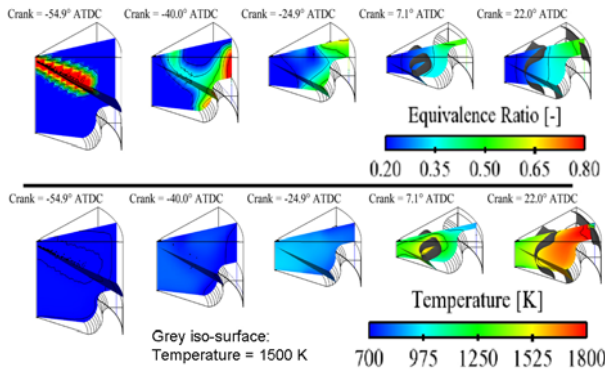 Crank = -54.9° ATDC Crank = -40.0° ATDC Crank = -24.9° ATDC Crank = 7.1° ATDC Crank = 22.0° ATDC
Equivalence Ratio [-]
0.20 0.35 0.50 0.65 0.80
Crank = -54.9° ATDC Crank = -40.0° ATDC Crank = -24.9° ATDC Crank = 7.1° ATDC Crank = 22.0° ATDC
Temperature [K]
Grey iso-surface:
Temperature = 1500 K
700 975 1250 1525 1800